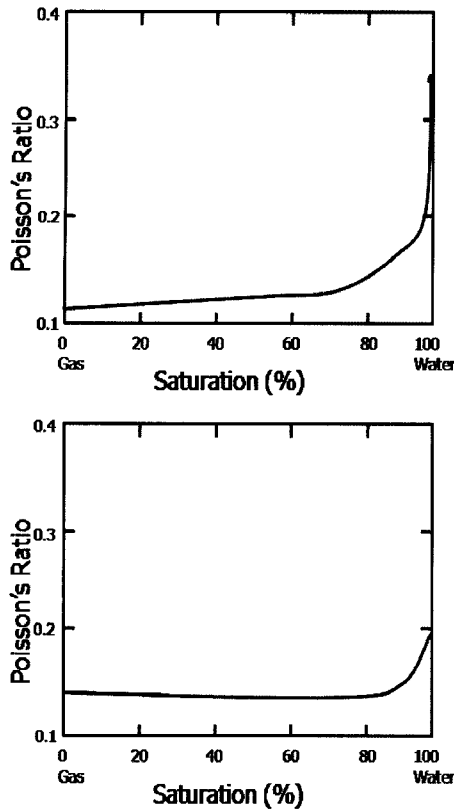 0.4
0.3
0.2
0.1
Poisson's Ratio
0 20 40 60 80 100
Gas Water
Saturation (%)
0.4
0.3
0.2
0.1
Poisson's Ratio
0 20 40 60 80 100
Gas Water
Saturation (%)